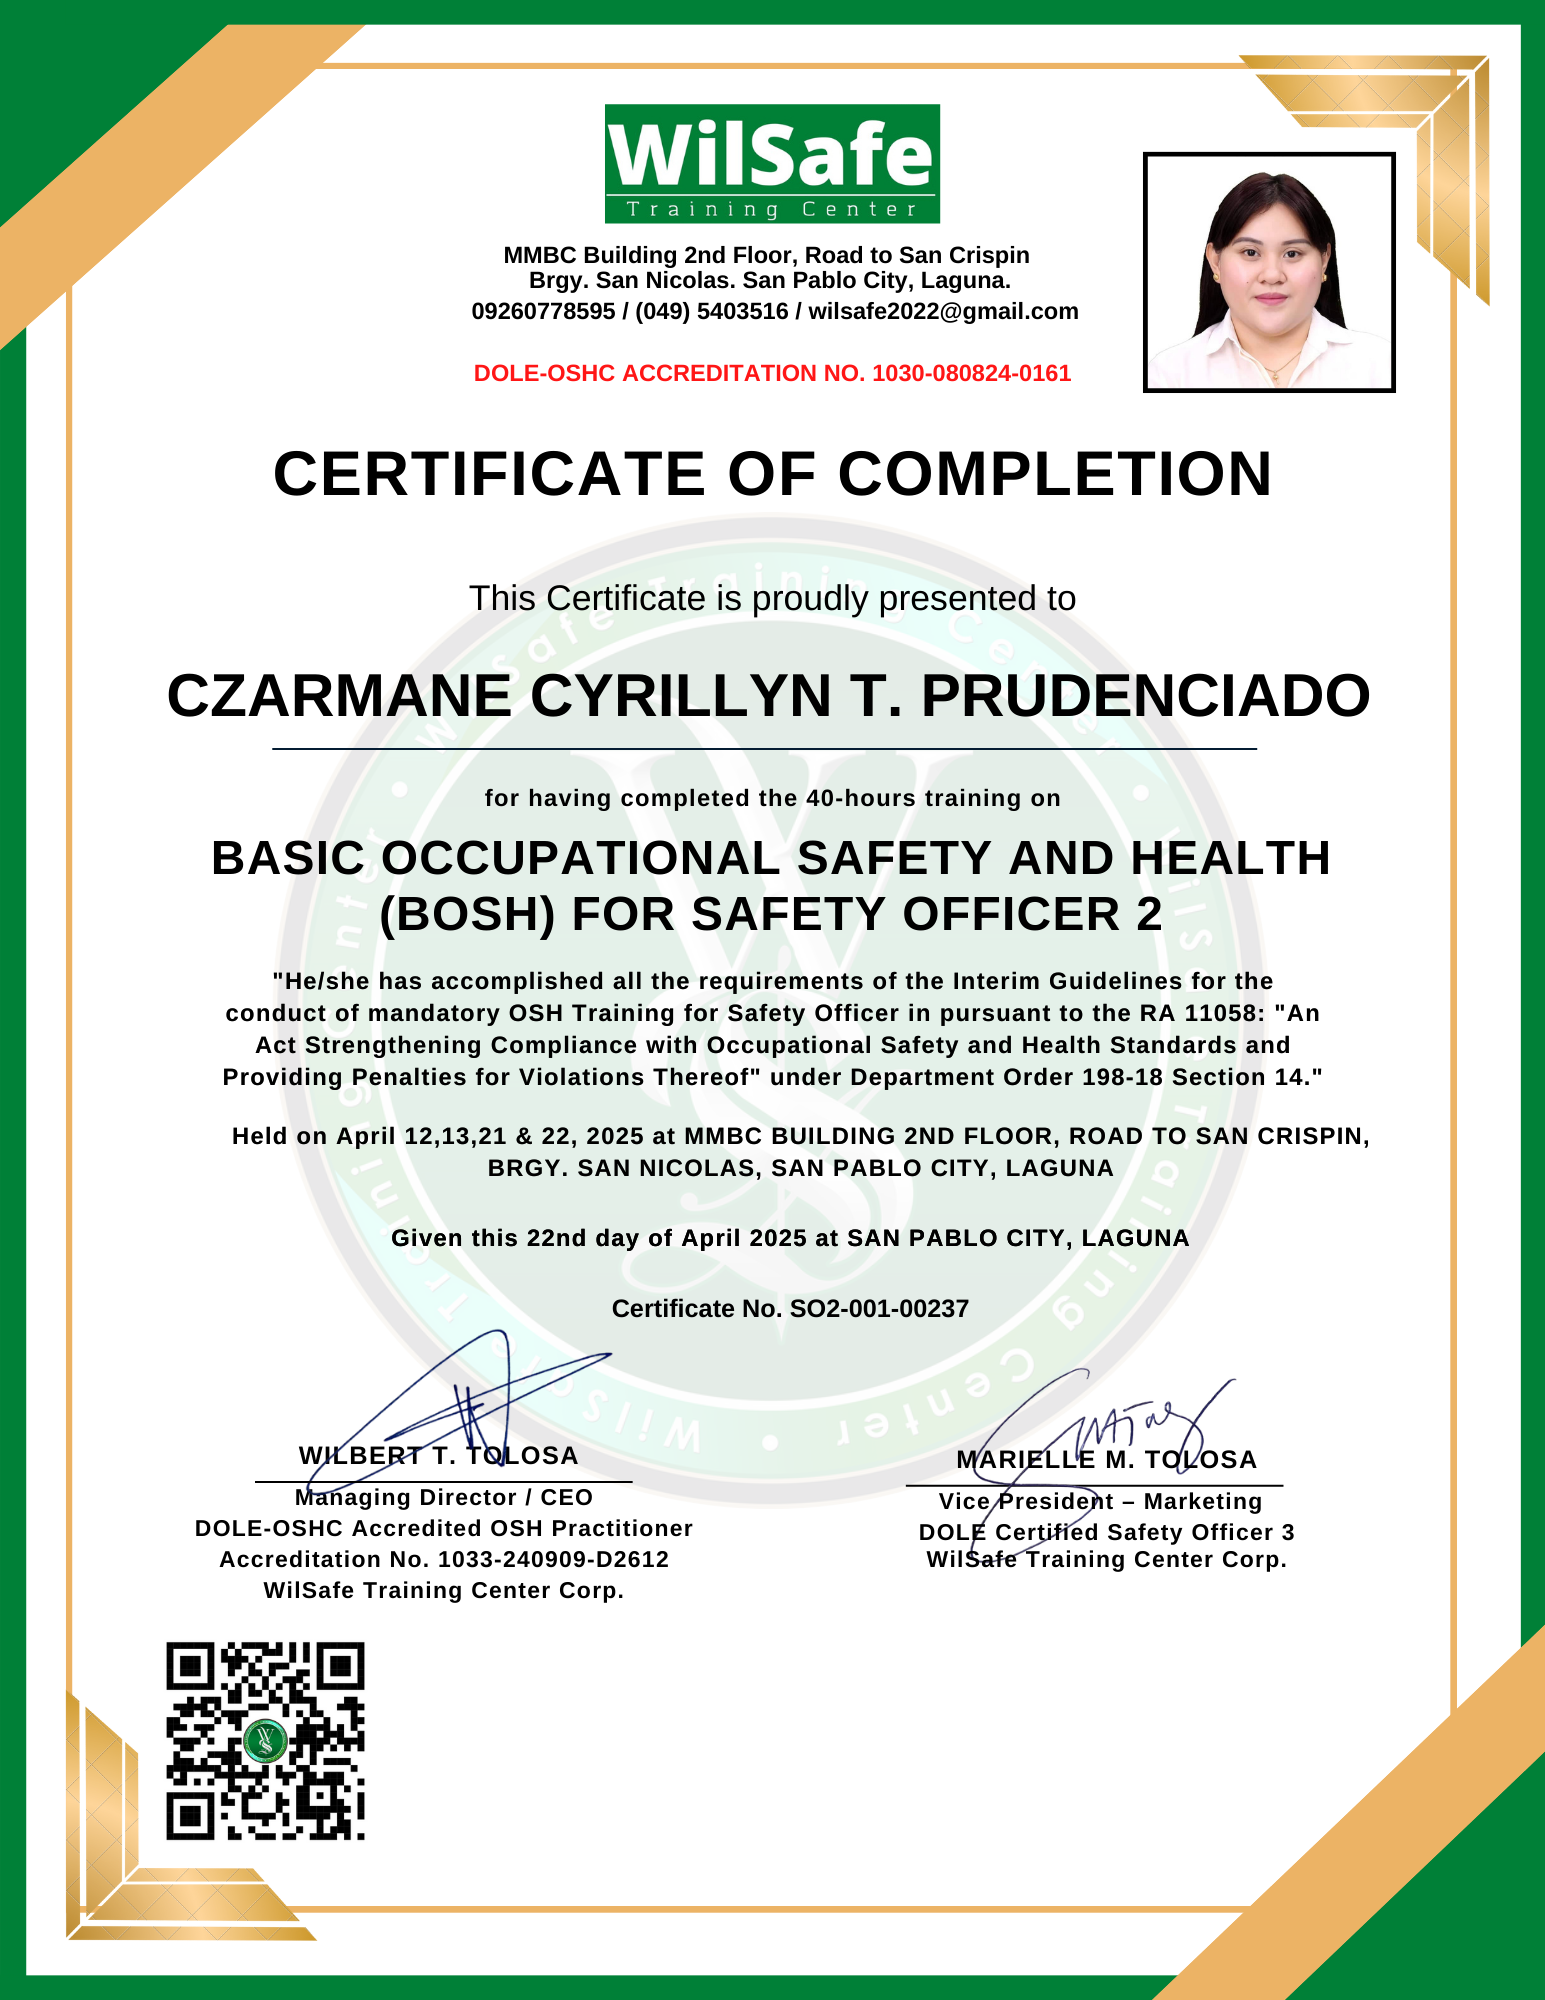 WilSafe
Training Center
MMBC Building 2nd Floor, Road to San Crispin
Brgy. San Nicolas. San Pablo City, Laguna.
09260778595 / (049) 5403516 / wilsafe2022@gmail.com
DOLE-OSHC ACCREDITATION NO. 1030-080824-0161
CERTIFICATE OF COMPLETION
This Certificate is proudly presented to
CZARMANE CYRILLYN T. PRUDENCIADO
for having completed the 40-hours training on
BASIC OCCUPATIONAL SAFETY AND HEALTH
(BOSH) FOR SAFETY OFFICER 2
"He/she has accomplished all the requirements of the Interim Guidelines for the
conduct of mandatory OSH Training for Safety Officer in pursuant to the RA 11058: "An
Act Strengthening Compliance with Occupational Safety and Health Standards and
Providing Penalties for Violations Thereof" under Department Order 198-18 Section 14."
Held on April 12,13,21 & 22, 2025 at MMBC BUILDING 2ND FLOOR, ROAD TO SAN CRISPIN,
BRGY. SAN NICOLAS, SAN PABLO CITY, LAGUNA
Given this 22nd day of April 2025 at SAN PABLO CITY, LAGUNA
Certificate No. SO2-001-00237
WILBERT T. TOLOSA
Managing Director / CEO
DOLE-OSHC Accredited OSH Practitioner
Accreditation No. 1033-240909-D2612
WilSafe Training Center Corp.
MARIELLE M. TOLOSA
Vice President – Marketing
DOLE Certified Safety Officer 3
WilSafe Training Center Corp.
WilSafe Training Center • WilSafe Training Center • WilSafe Training Center •